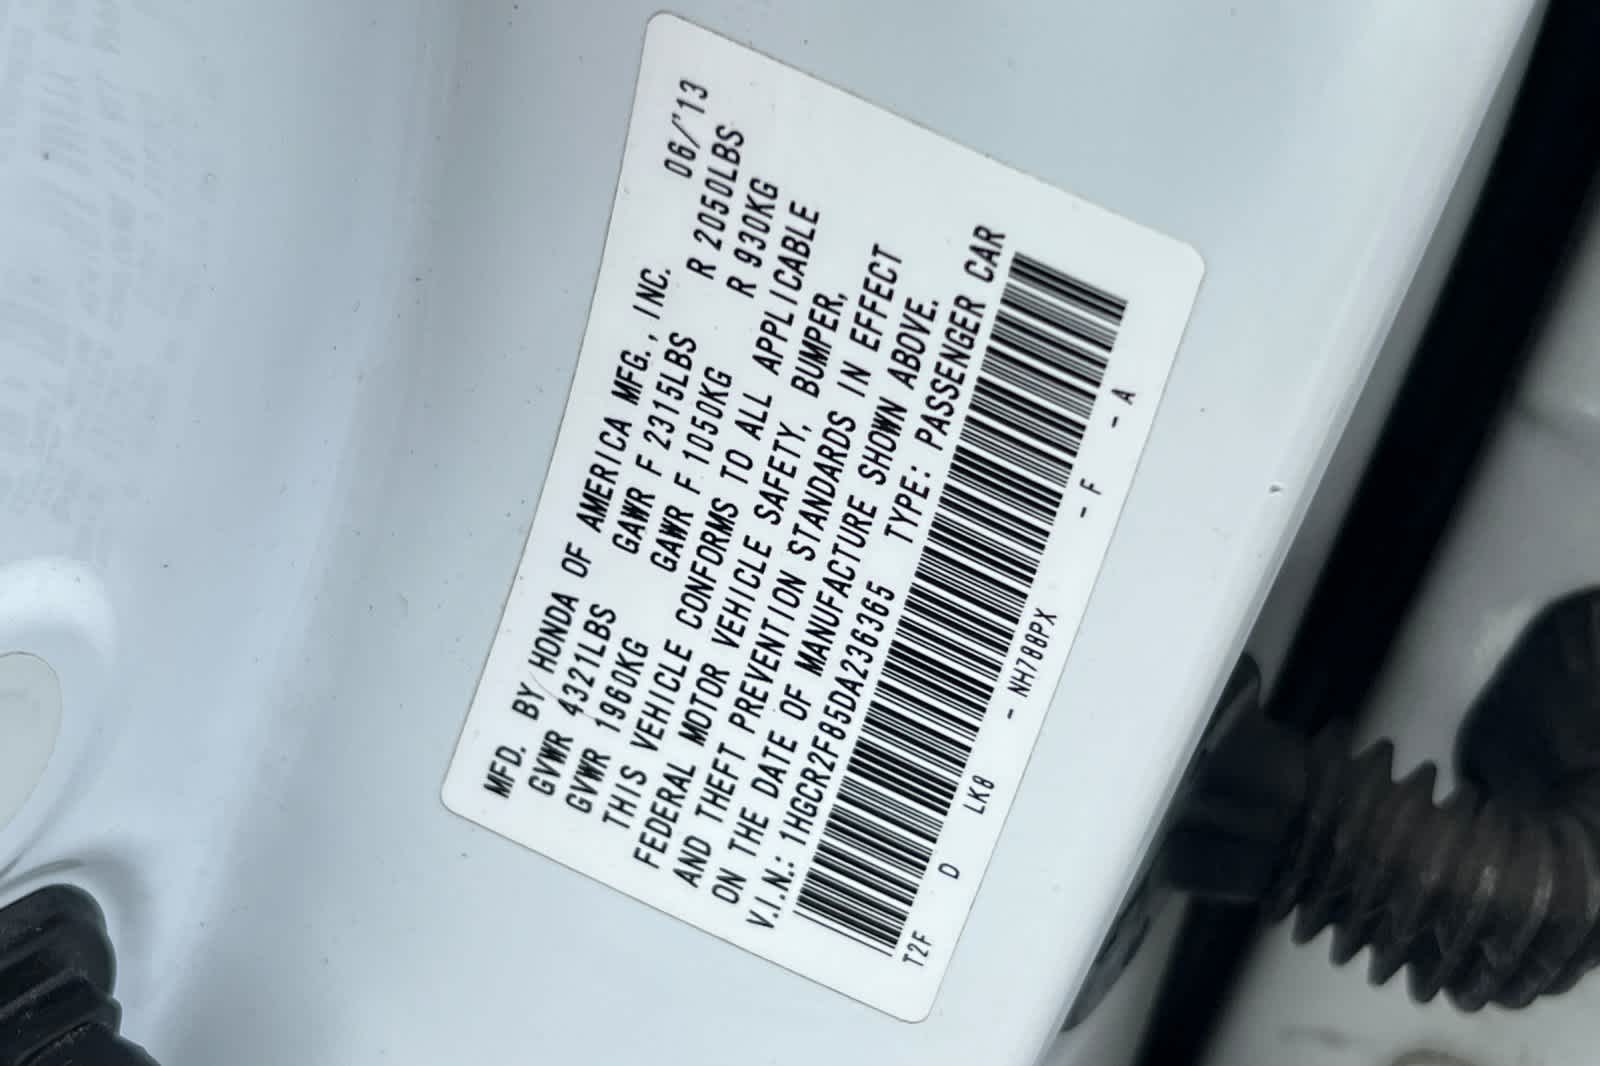 MFD. BY HONDA OF AMERICA MFG., INC. 06/'13
GVWR 4321LBS GAWR F 2315LBS R 2050LBS
GVWR 1960KG GAWR F 1050KG R 930KG
THIS VEHICLE CONFORMS TO ALL APPLICABLE
FEDERAL MOTOR VEHICLE SAFETY, BUMPER,
AND THEFT PREVENTION STANDARDS IN EFFECT
ON THE DATE OF MANUFACTURE SHOWN ABOVE.
V.I.N.: 1HGCR2F85DA236365 TYPE: PASSENGER CAR
T2F D LK8 - NH788PX - F - A